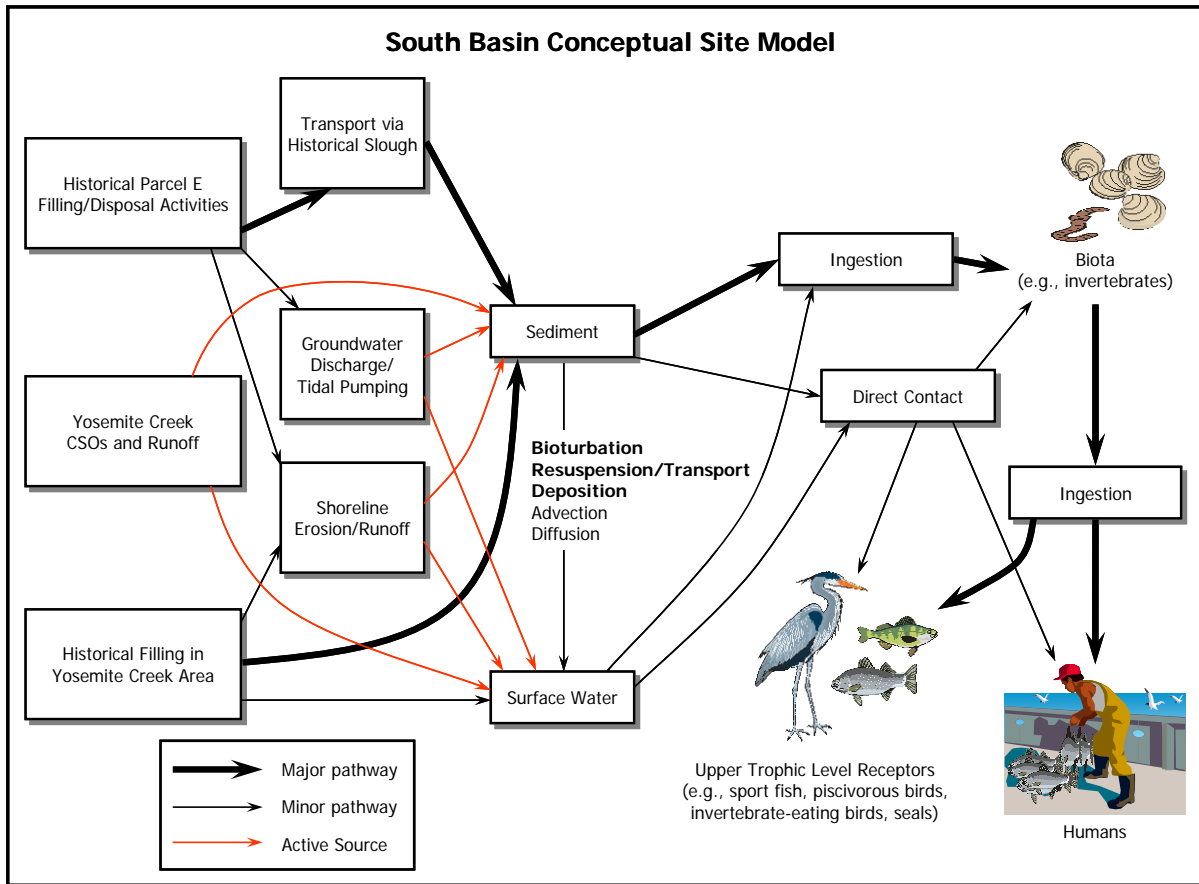 South Basin Conceptual Site Model
Transport via
Historical Slough
Historical Parcel E
Filling/Disposal Activities
Ingestion
Biota
(e.g., invertebrates)
Sediment
Groundwater
Discharge/
Tidal Pumping
Yosemite Creek
CSOs and Runoff
Direct Contact
Bioturbation
Resuspension/Transport
Deposition
Advection
Diffusion
Shoreline
Erosion/Runoff
Ingestion
Historical Filling in
Yosemite Creek Area
Surface Water
Major pathway
Minor pathway
Active Source
Upper Trophic Level Receptors
(e.g., sport fish, piscivorous birds,
invertebrate-eating birds, seals)
Humans